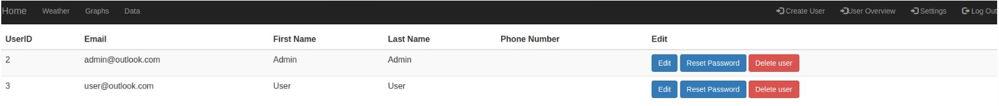 Home Weather Graphs Data Create User User Overview Settings Log Out
UserID Email First Name Last Name Phone Number Edit
2 admin@outlook.com Admin Admin Edit Reset Password Delete user
3 user@outlook.com User User Edit Reset Password Delete user